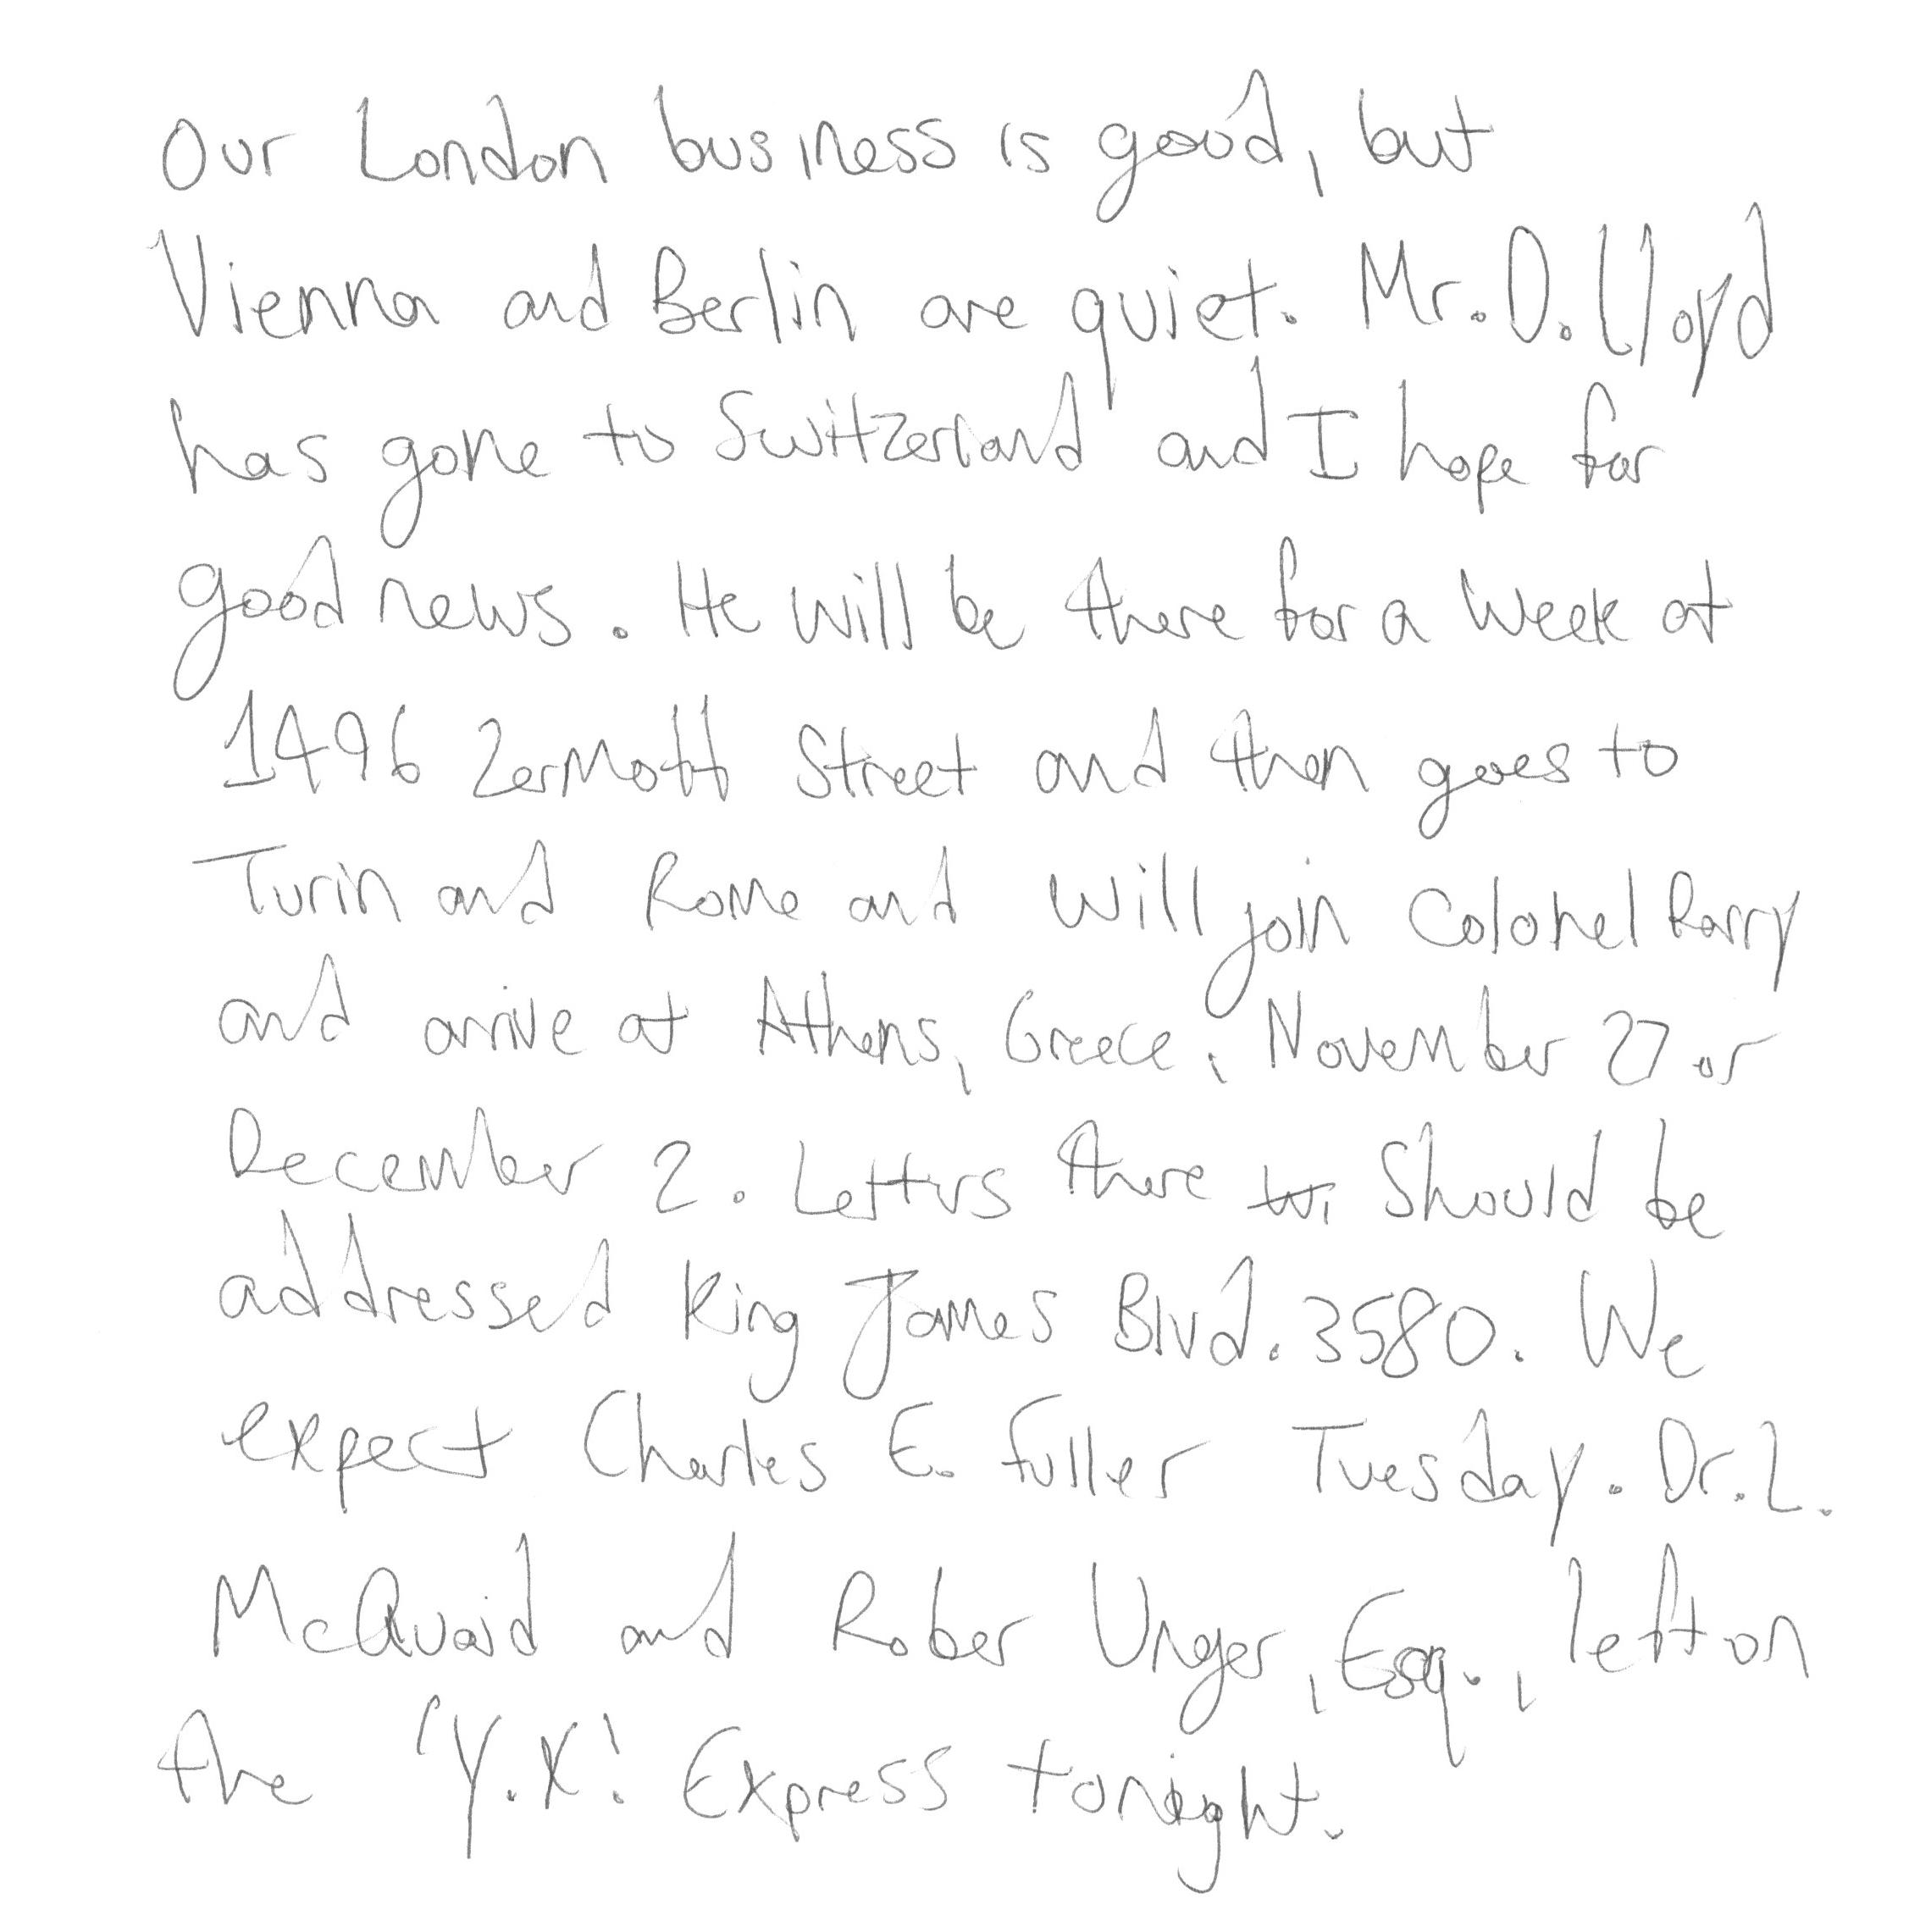 Our London business is good, but
Vienna and Berlin are quiet. Mr. D. Lloyd
has gone to Switzerland and I hope for
good news. He will be there for a week at
1496 Zermott Street and then goes to
Turin and Rome and will join Colonel Parry
and arrive at Athens, Greece, November 27 or
December 2. Letters there should be
addressed King James Blvd. 3580. We
expect Charles E. Fuller Tuesday. Dr. L.
McQuaid and Rober Unger, Esq., left on
the 'Y.X.' Express tonight.